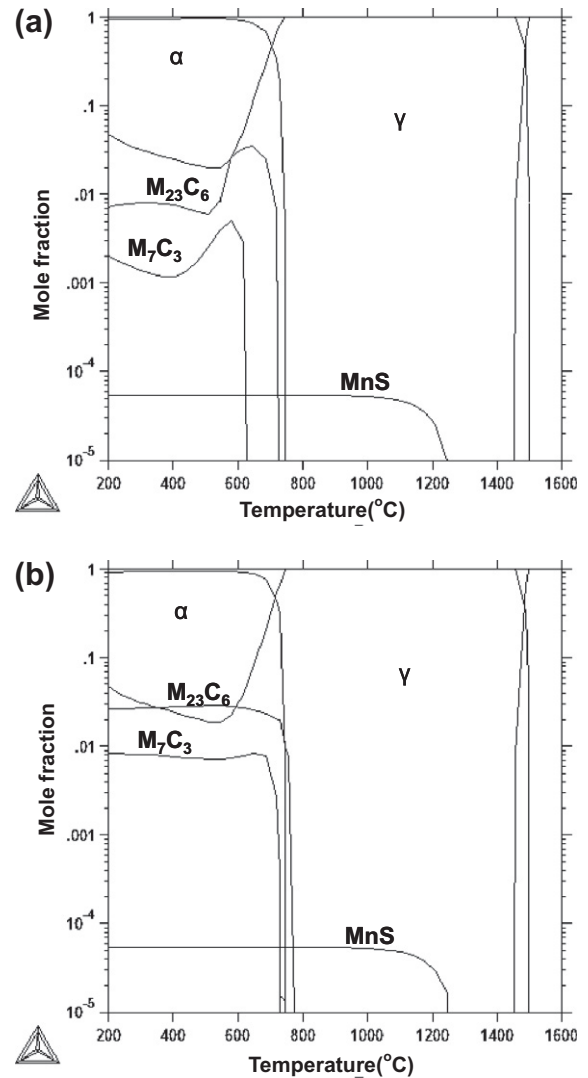 (a)
1
α
.1
γ
M23C6
.01
M7C3
.001
MnS
10-4
10-5
200 400 600 800 1000 1200 1400 1600
Mole fraction
Temperature(oC)
(b)
1
α
.1
M23C6
γ
.01
M7C3
.001
MnS
10-4
10-5
200 400 600 800 1000 1200 1400 1600
Mole fraction
Temperature(oC)